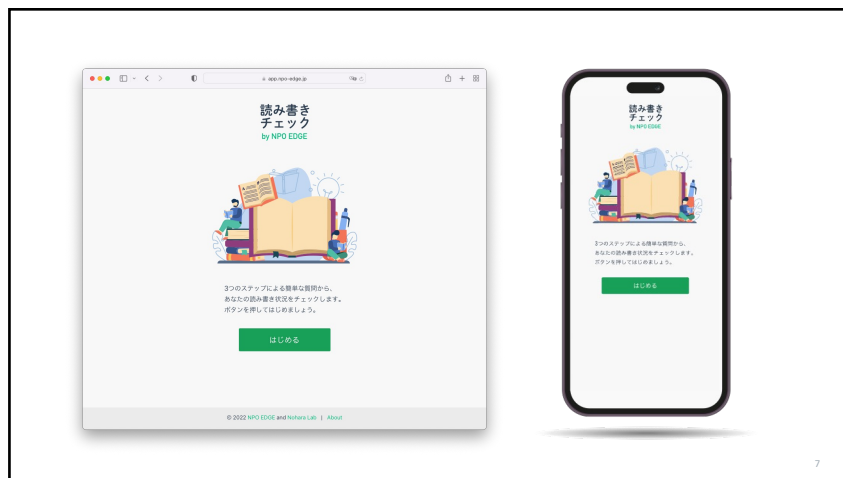 app.npo-edge.jp
読み書き
チェック
by NPO EDGE
3つのステップによる簡単な質問から、
あなたの読み書き状況をチェックします。
ボタンを押してはじめましょう。
はじめる
© 2022 NPO EDGE and Nohara Lab | About
読み書き
チェック
by NPO EDGE
3つのステップによる簡単な質問から、
あなたの読み書き状況をチェックします。
ボタンを押してはじめましょう。
はじめる
7